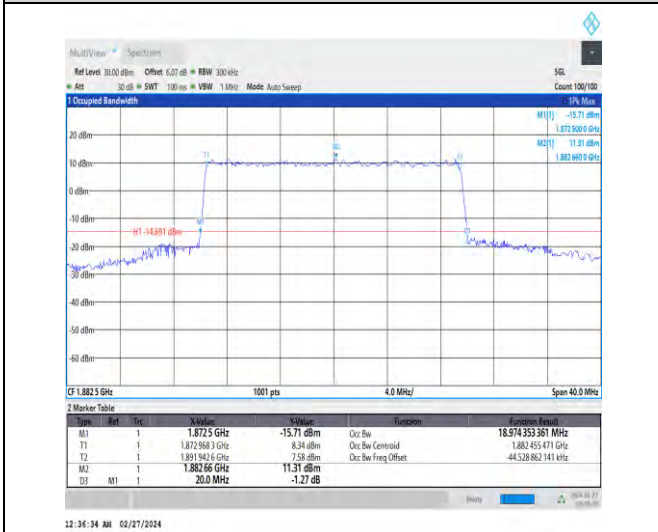 MultiView Spectrum
Ref Level 30.00 dBm Offset 6.07 dB RBW 300 kHz SGL
Att 30 dB SWT 100 ms VBW 1 MHz Mode Auto Sweep Count 100/100
1 Occupied Bandwidth 1Pk Max
M1[1] -15.71 dBm
1.872 500 0 GHz
M2[1] 11.31 dBm
1.882 660 0 GHz
20 dBm
M2
T1
10 dBm
0 dBm
-10 dBm
M1
H1 -14.691 dBm
D3
-20 dBm
-30 dBm
-40 dBm
-50 dBm
-60 dBm
CF 1.882 5 GHz 1001 pts 4.0 MHz/ Span 40.0 MHz
2 Marker Table
Type Ref Trc X-Value Y-Value Function Function Result
M1 1 1.872 5 GHz -15.71 dBm Occ Bw 18.974 353 361 MHz
T1 1 1.872 968 3 GHz 8.34 dBm Occ Bw Centroid 1.882 455 471 GHz
T2 1 1.891 942 6 GHz 7.58 dBm Occ Bw Freq Offset -44.528 862 141 kHz
M2 1 1.882 66 GHz 11.31 dBm
D3 M1 1 20.0 MHz -1.27 dB
12:36:34 AM 02/27/2024